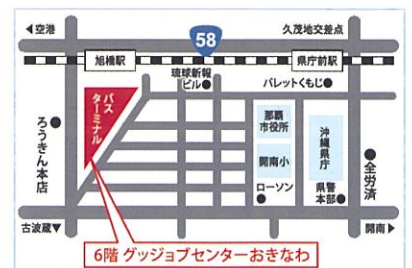 ◀空港
58
久茂地交差点
旭橋駅
県庁前駅
琉球新報
ビル●
パレットくもじ●
バス
ターミナル
那覇
市役所
沖縄県庁
ろうきん本店
開南小
●全労済
ローソン
県警
本部●
古波蔵▼
開南▶
6階 グッジョブセンターおきなわ